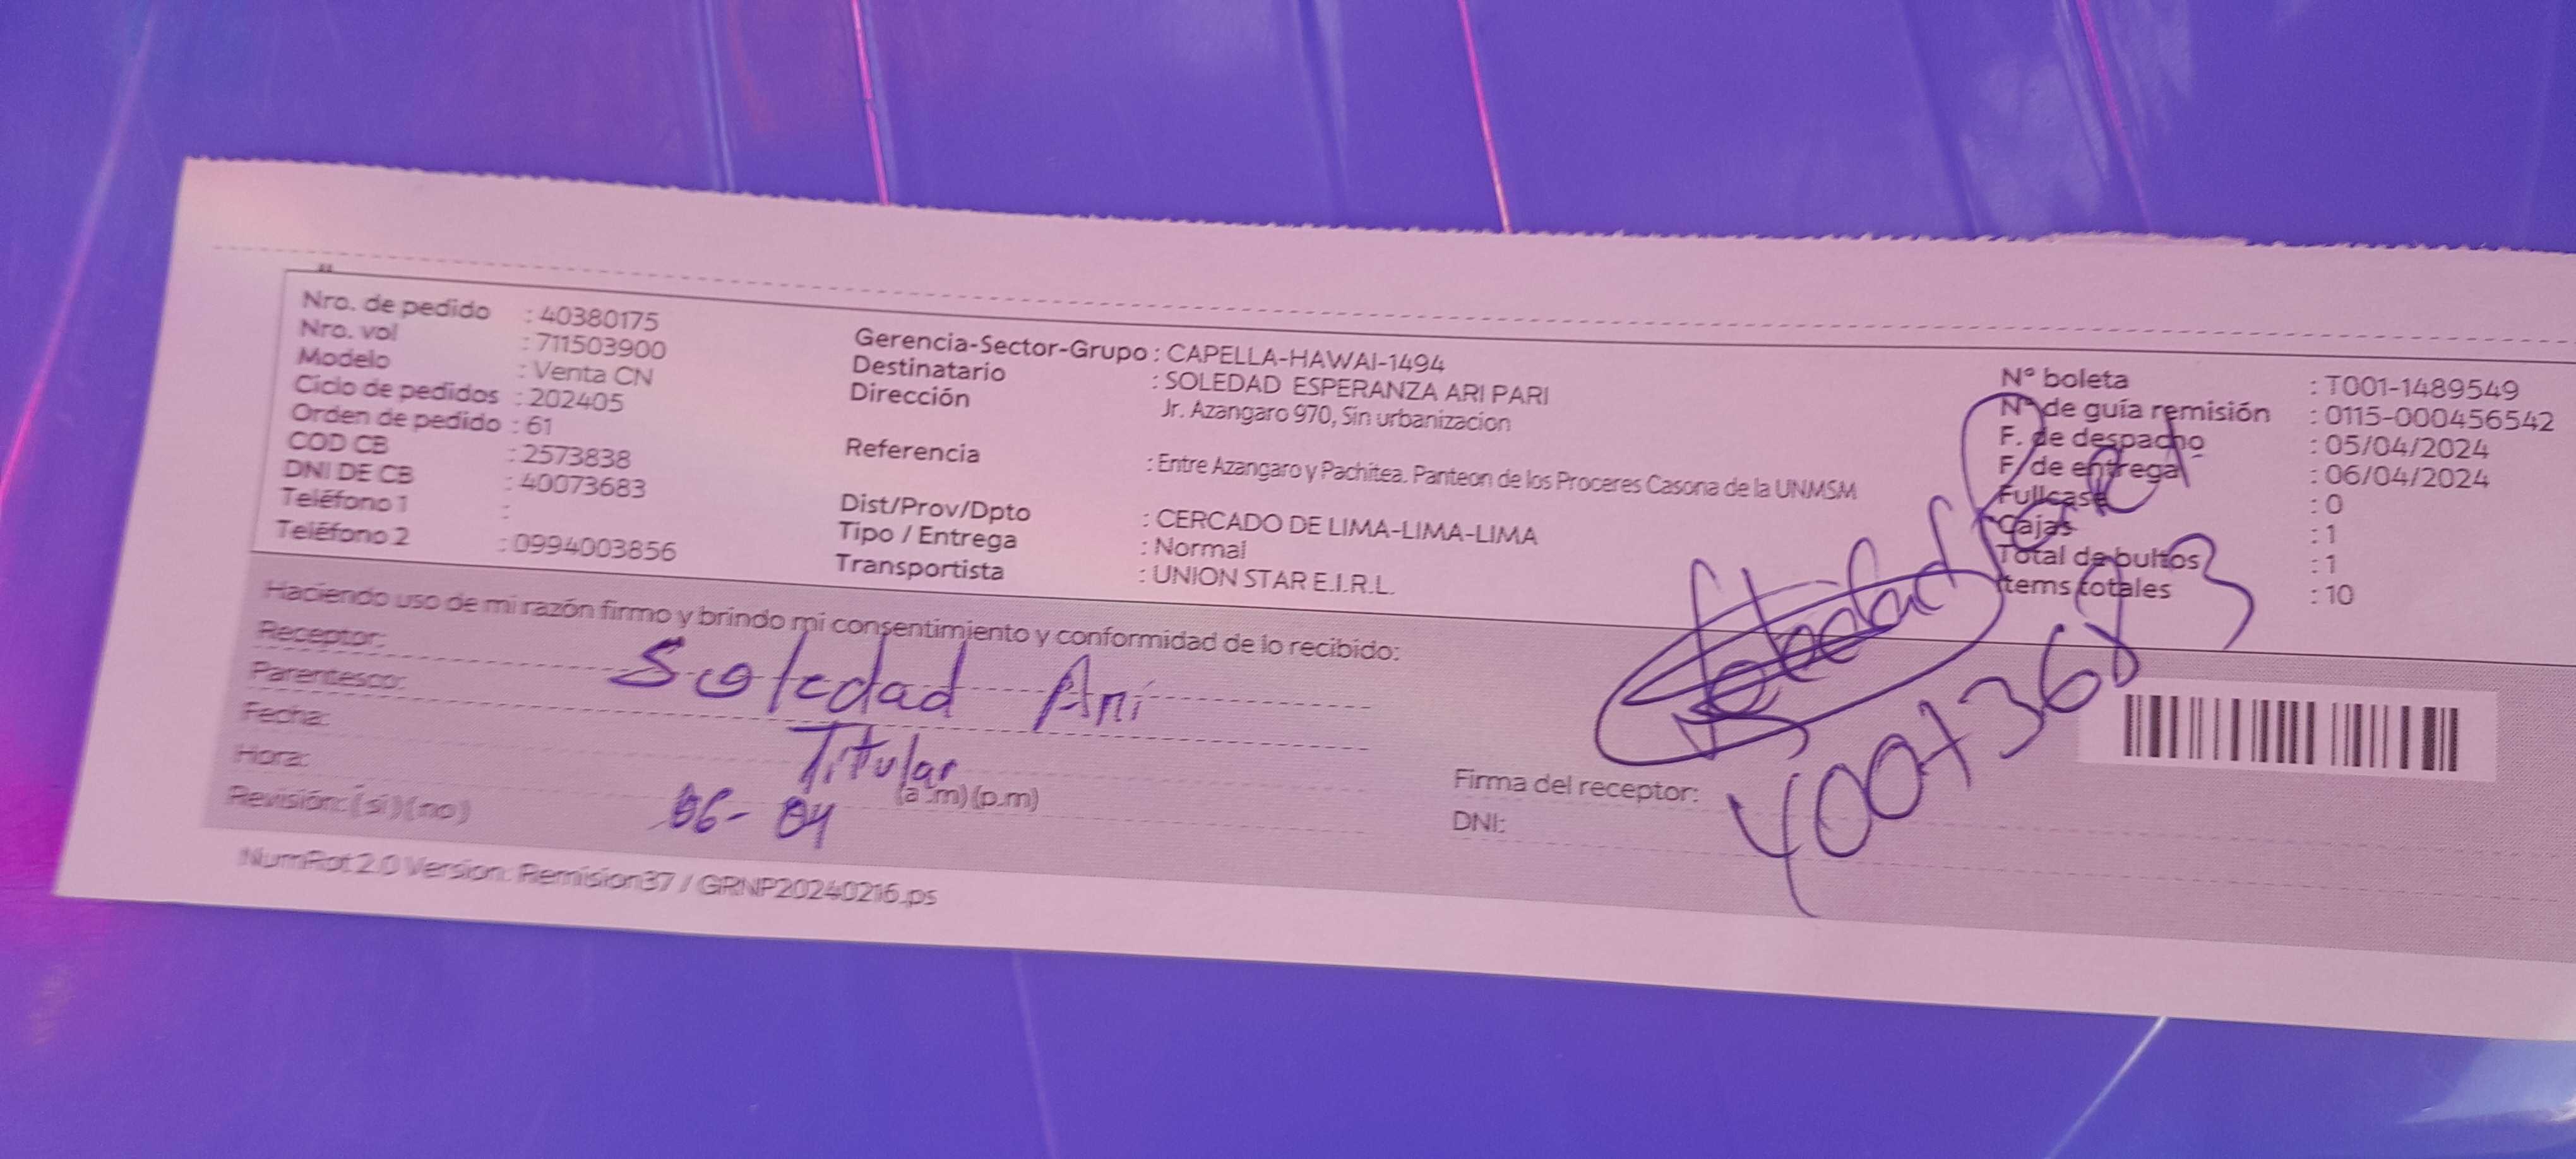 Nro. de pedido : 40380175
Nro. vol : 711503900
Modelo : Venta CN
Ciclo de pedidos : 202405
Orden de pedido : 61
COD CB : 2573838
DNI DE CB : 40073683
Teléfono 1 :
Teléfono 2 : 0994003856
Gerencia-Sector-Grupo : CAPELLA-HAWAI-1494
Destinatario : SOLEDAD ESPERANZA ARI PARI
Dirección Jr. Azangaro 970, Sin urbanizacion
Referencia : Entre Azangaro y Pachitea. Panteon de los Proceres Casona de la UNMSM
Dist/Prov/Dpto : CERCADO DE LIMA-LIMA-LIMA
Tipo / Entrega : Normal
Transportista : UNION STAR E.I.R.L.
N° boleta : T001-1489549
N° de guía remisión : 0115-000456542
F. de despacho : 05/04/2024
F. de entrega : 06/04/2024
Fullcase : 0
Cajas : 1
Total de bultos : 1
Items totales : 10
Haciendo uso de mi razón firmo y brindo mi consentimiento y conformidad de lo recibido:
Receptor: Soledad Ari
Parentesco: Titular
Fecha: 06-04
Hora: (a.m) (p.m)
Revisión: (si) (no)
Firma del receptor: Soledad
DNI: 40073683
NumRot 2.0 Version: Remision37 / GRNP20240216.ps